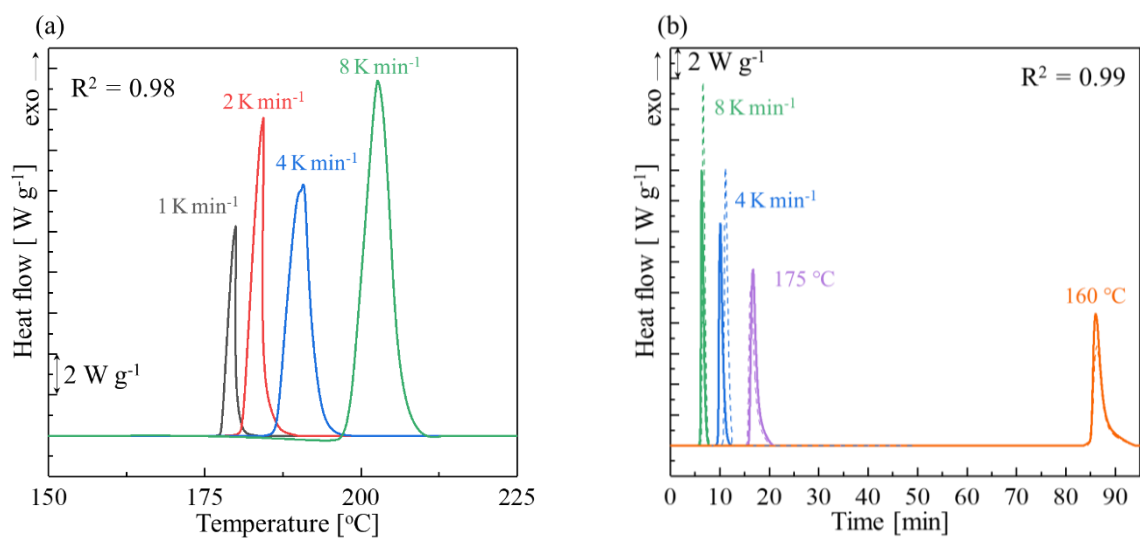 (a)
exo →
R² = 0.98
8 K min⁻¹
2 K min⁻¹
4 K min⁻¹
1 K min⁻¹
Heat flow [ W g⁻¹]
2 W g⁻¹
150 175 200 225
Temperature [°C]
(b)
exo →
2 W g⁻¹
R² = 0.99
8 K min⁻¹
4 K min⁻¹
175 °C
160 °C
Heat flow [ W g⁻¹]
0 10 20 30 40 50 60 70 80 90
Time [min]